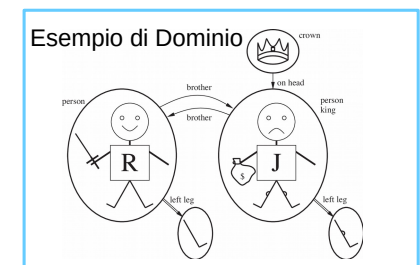 Esempio di Dominio
crown
on head
brother
person
person
king
brother
R
J
$
left leg
left leg